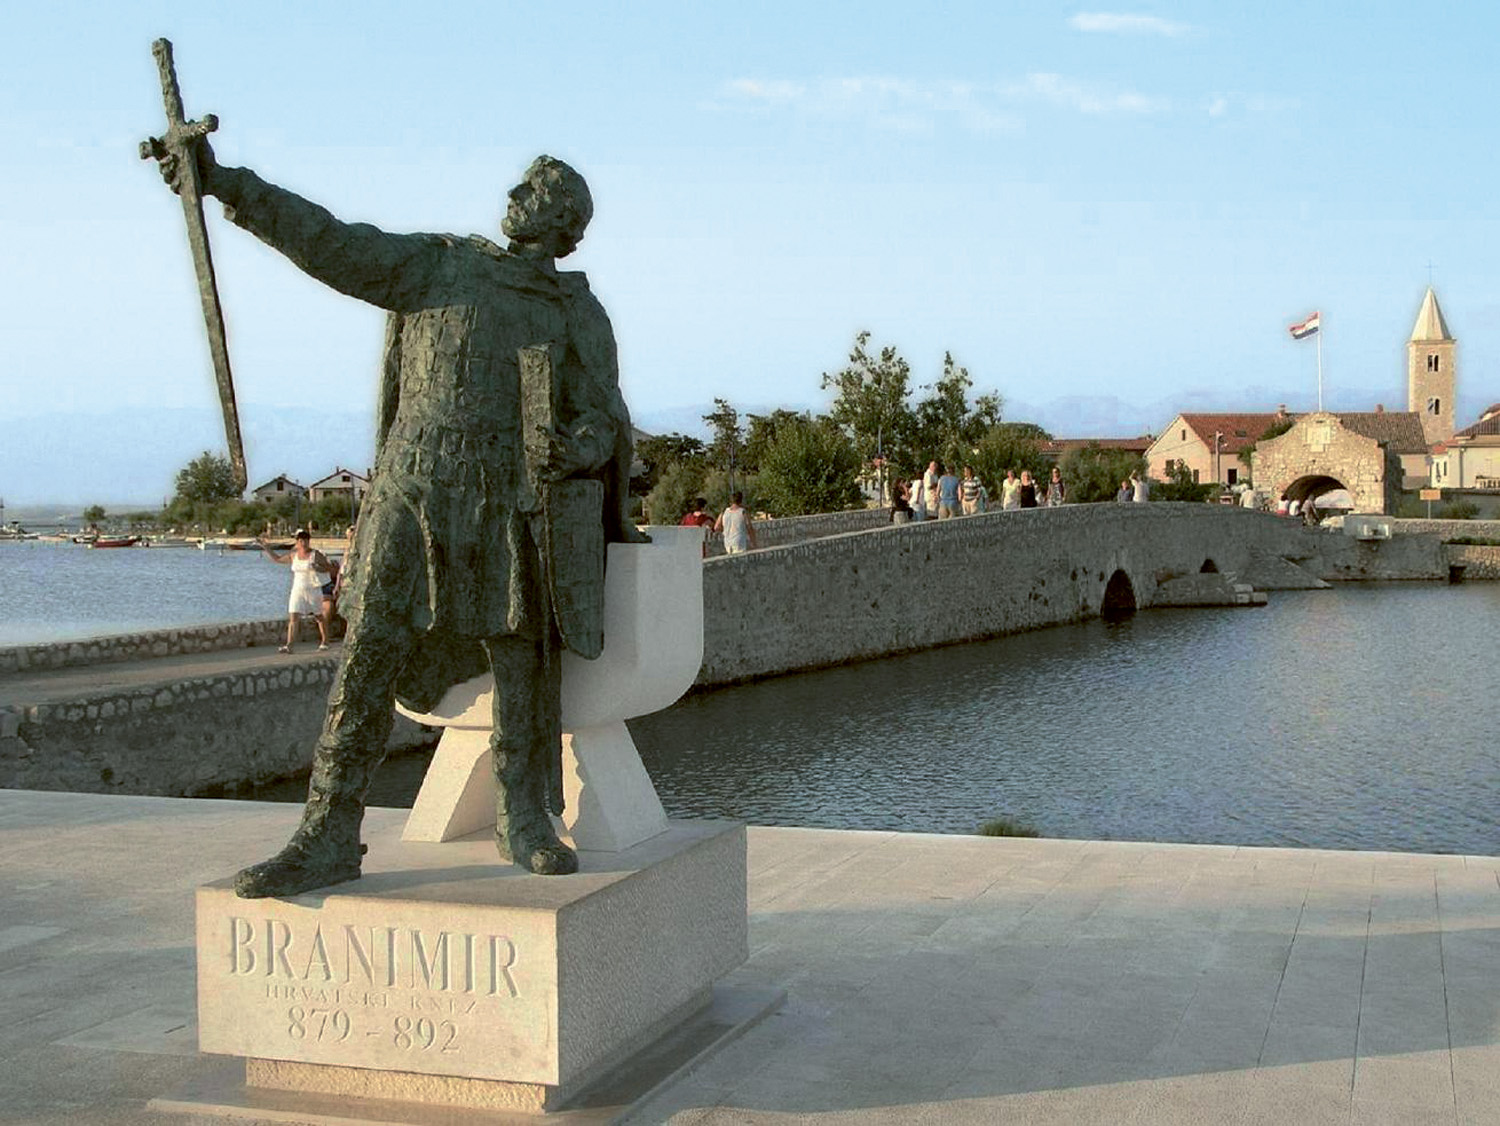 BRANIMIR
HRVATSKI KNEZ
879 - 892